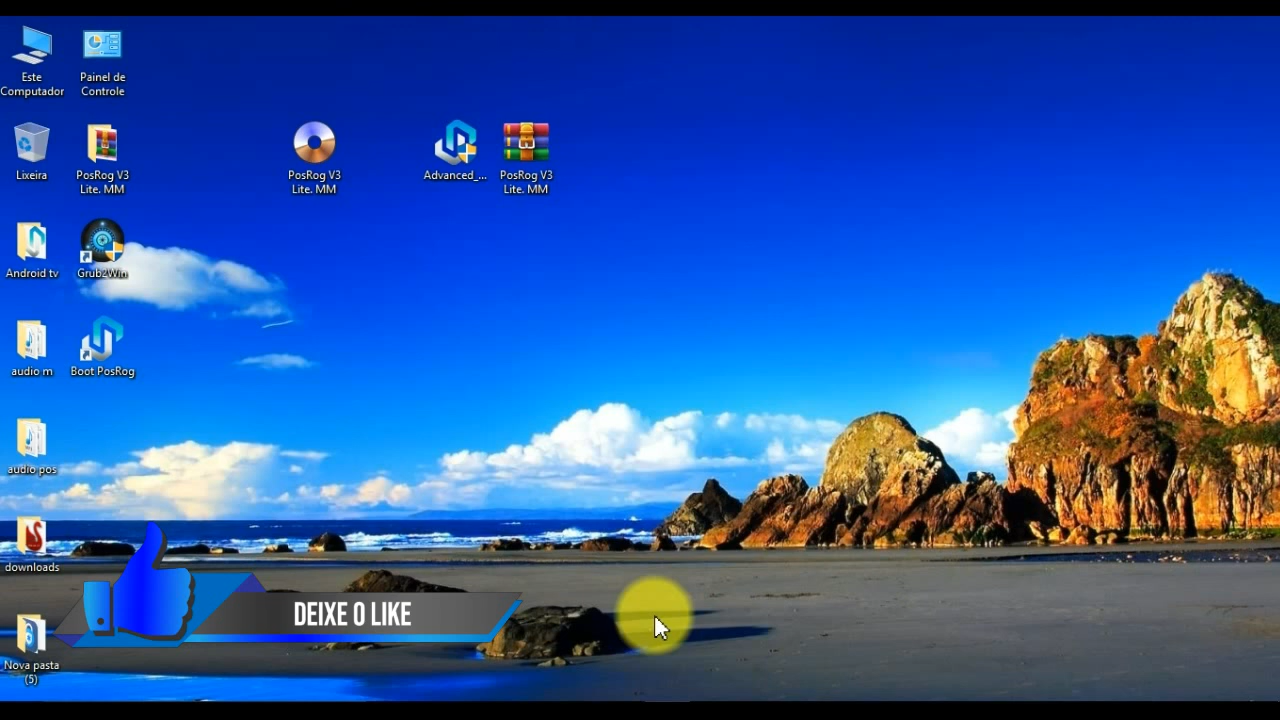 Este
Computador
Painel de
Controle
Lixeira
PosRog V3
Lite. MM
PosRog V3
Lite. MM
Advanced_...
PosRog V3
Lite. MM
Android tv
Grub2Win
audio m
Boot PosRog
audio pos
downloads
DEIXE O LIKE
Nova pasta
(5)